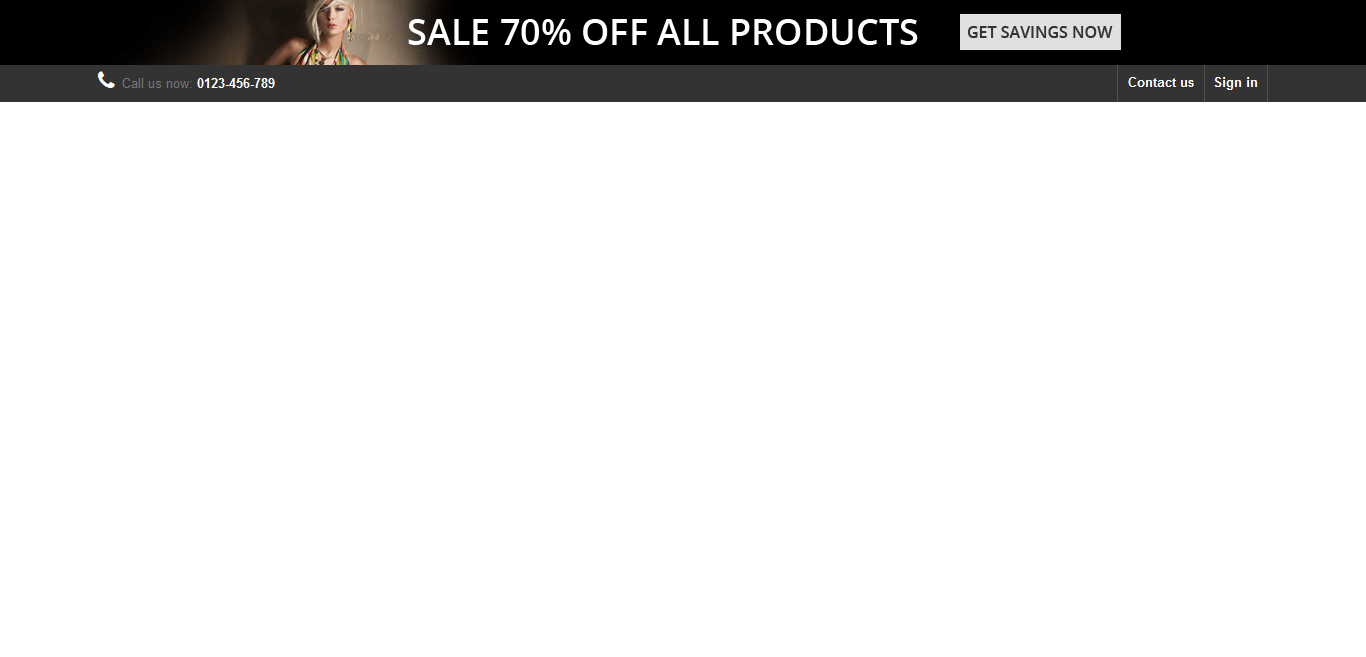 SALE 70% OFF ALL PRODUCTS
GET SAVINGS NOW
Call us now: 0123-456-789
Contact us
Sign in